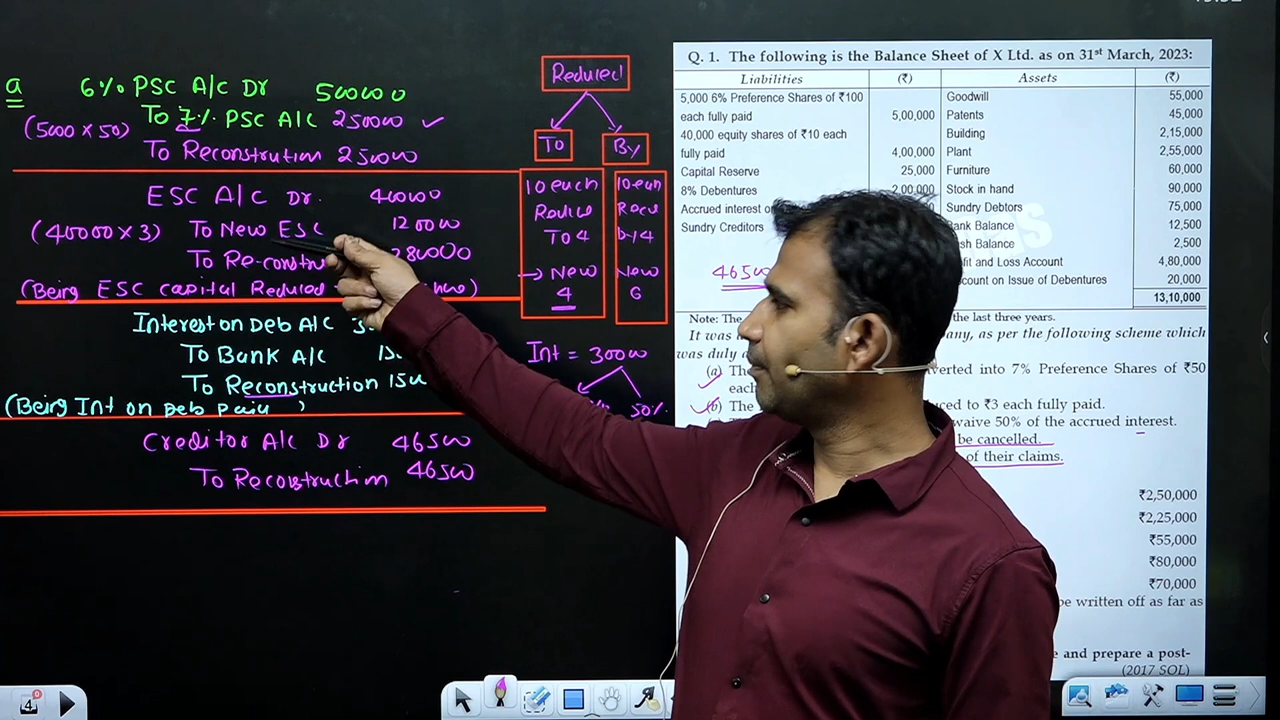 a
6% PSC A/c Dr 500000
(5000 x 50) To 7% PSC A/c 250000
To Reconstrution 250000
ESC A/c Dr. 400000
(40000 x 3) To New ESC 120000
To Re-constru 280000
(Being ESC capital Reduced
Interest on Deb A/c
To Bank A/c
To Reconstruction
(Being Int on Deb paid )
Creditor A/c Dr 46500
To Reconstruction 46500
Reduced
To By
10 each
Reduce
To 4
New
4
10 each
Redu
by 4
New
6
Int = 30000
50%
Q. 1. The following is the Balance Sheet of X Ltd. as on 31st March, 2023:
Liabilities (₹) Assets (₹)
5,000 6% Preference Shares of ₹100
each fully paid 5,00,000
40,000 equity shares of ₹10 each
fully paid 4,00,000
Capital Reserve 25,000
8% Debentures 2,00,000
Accrued interest
Sundry Creditors
Goodwill 55,000
Patents 45,000
Building 2,15,000
Plant 2,55,000
Furniture 60,000
Stock in hand 90,000
Sundry Debtors 75,000
Bank Balance 12,500
Cash Balance 2,500
fit and Loss Account 4,80,000
count on Issue of Debentures 20,000
13,10,000
Note: The the last three years.
It was any, as per the following scheme which
was duly
(a) The verted into 7% Preference Shares of ₹50
each
(b) The uced to ₹3 each fully paid.
waive 50% of the accrued interest.
be cancelled.
of their claims.
₹2,50,000
₹2,25,000
₹55,000
₹80,000
₹70,000
be written off as far as
e and prepare a post-
(2017 SOL)
4